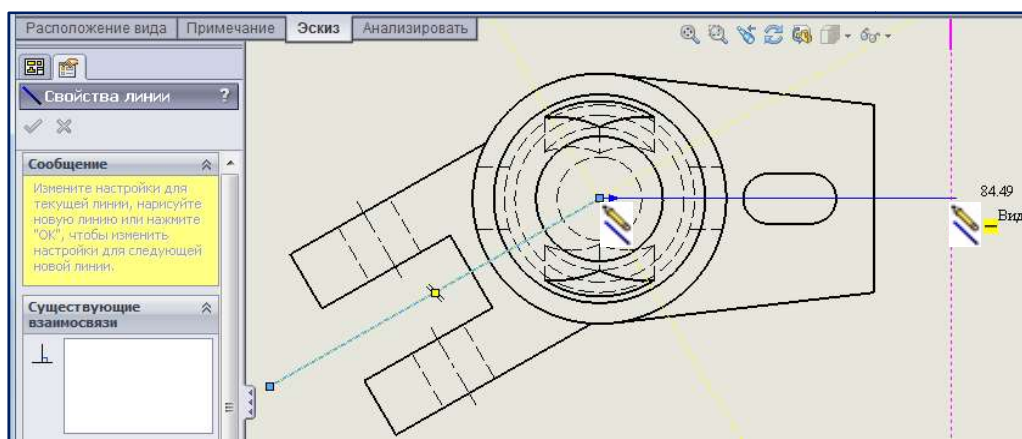 Расположение вида Примечание Эскиз Анализировать
Свойства линии ?
Сообщение
Измените настройки для
текущей линии, нарисуйте
новую линию или нажмите
"ОК", чтобы изменить
настройки для следующей
новой линии.
Существующие
взаимосвязи
84.49
Вид